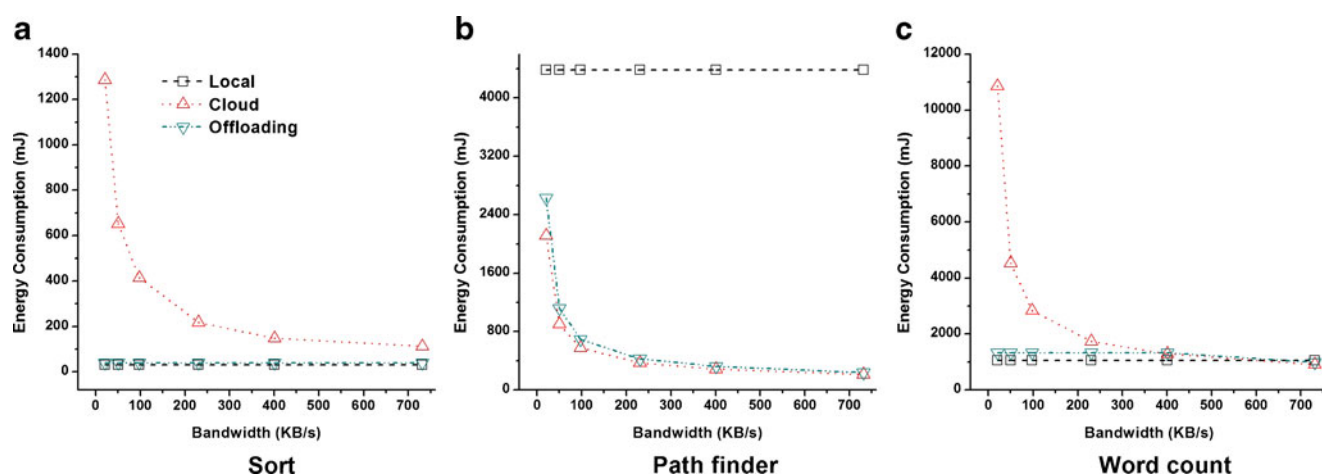 a
1400
1200
1000
800
600
400
200
0
Energy Consumption (mJ)
Local
Cloud
Offloading
0 100 200 300 400 500 600 700
Bandwidth (KB/s)
Sort
b
4000
3200
2400
1600
800
0
Energy Consumption (mJ)
0 100 200 300 400 500 600 700
Bandwidth (KB/s)
Path finder
c
12000
10000
8000
6000
4000
2000
0
Energy Consumption (mJ)
0 100 200 300 400 500 600 700
Bandwidth (KB/s)
Word count